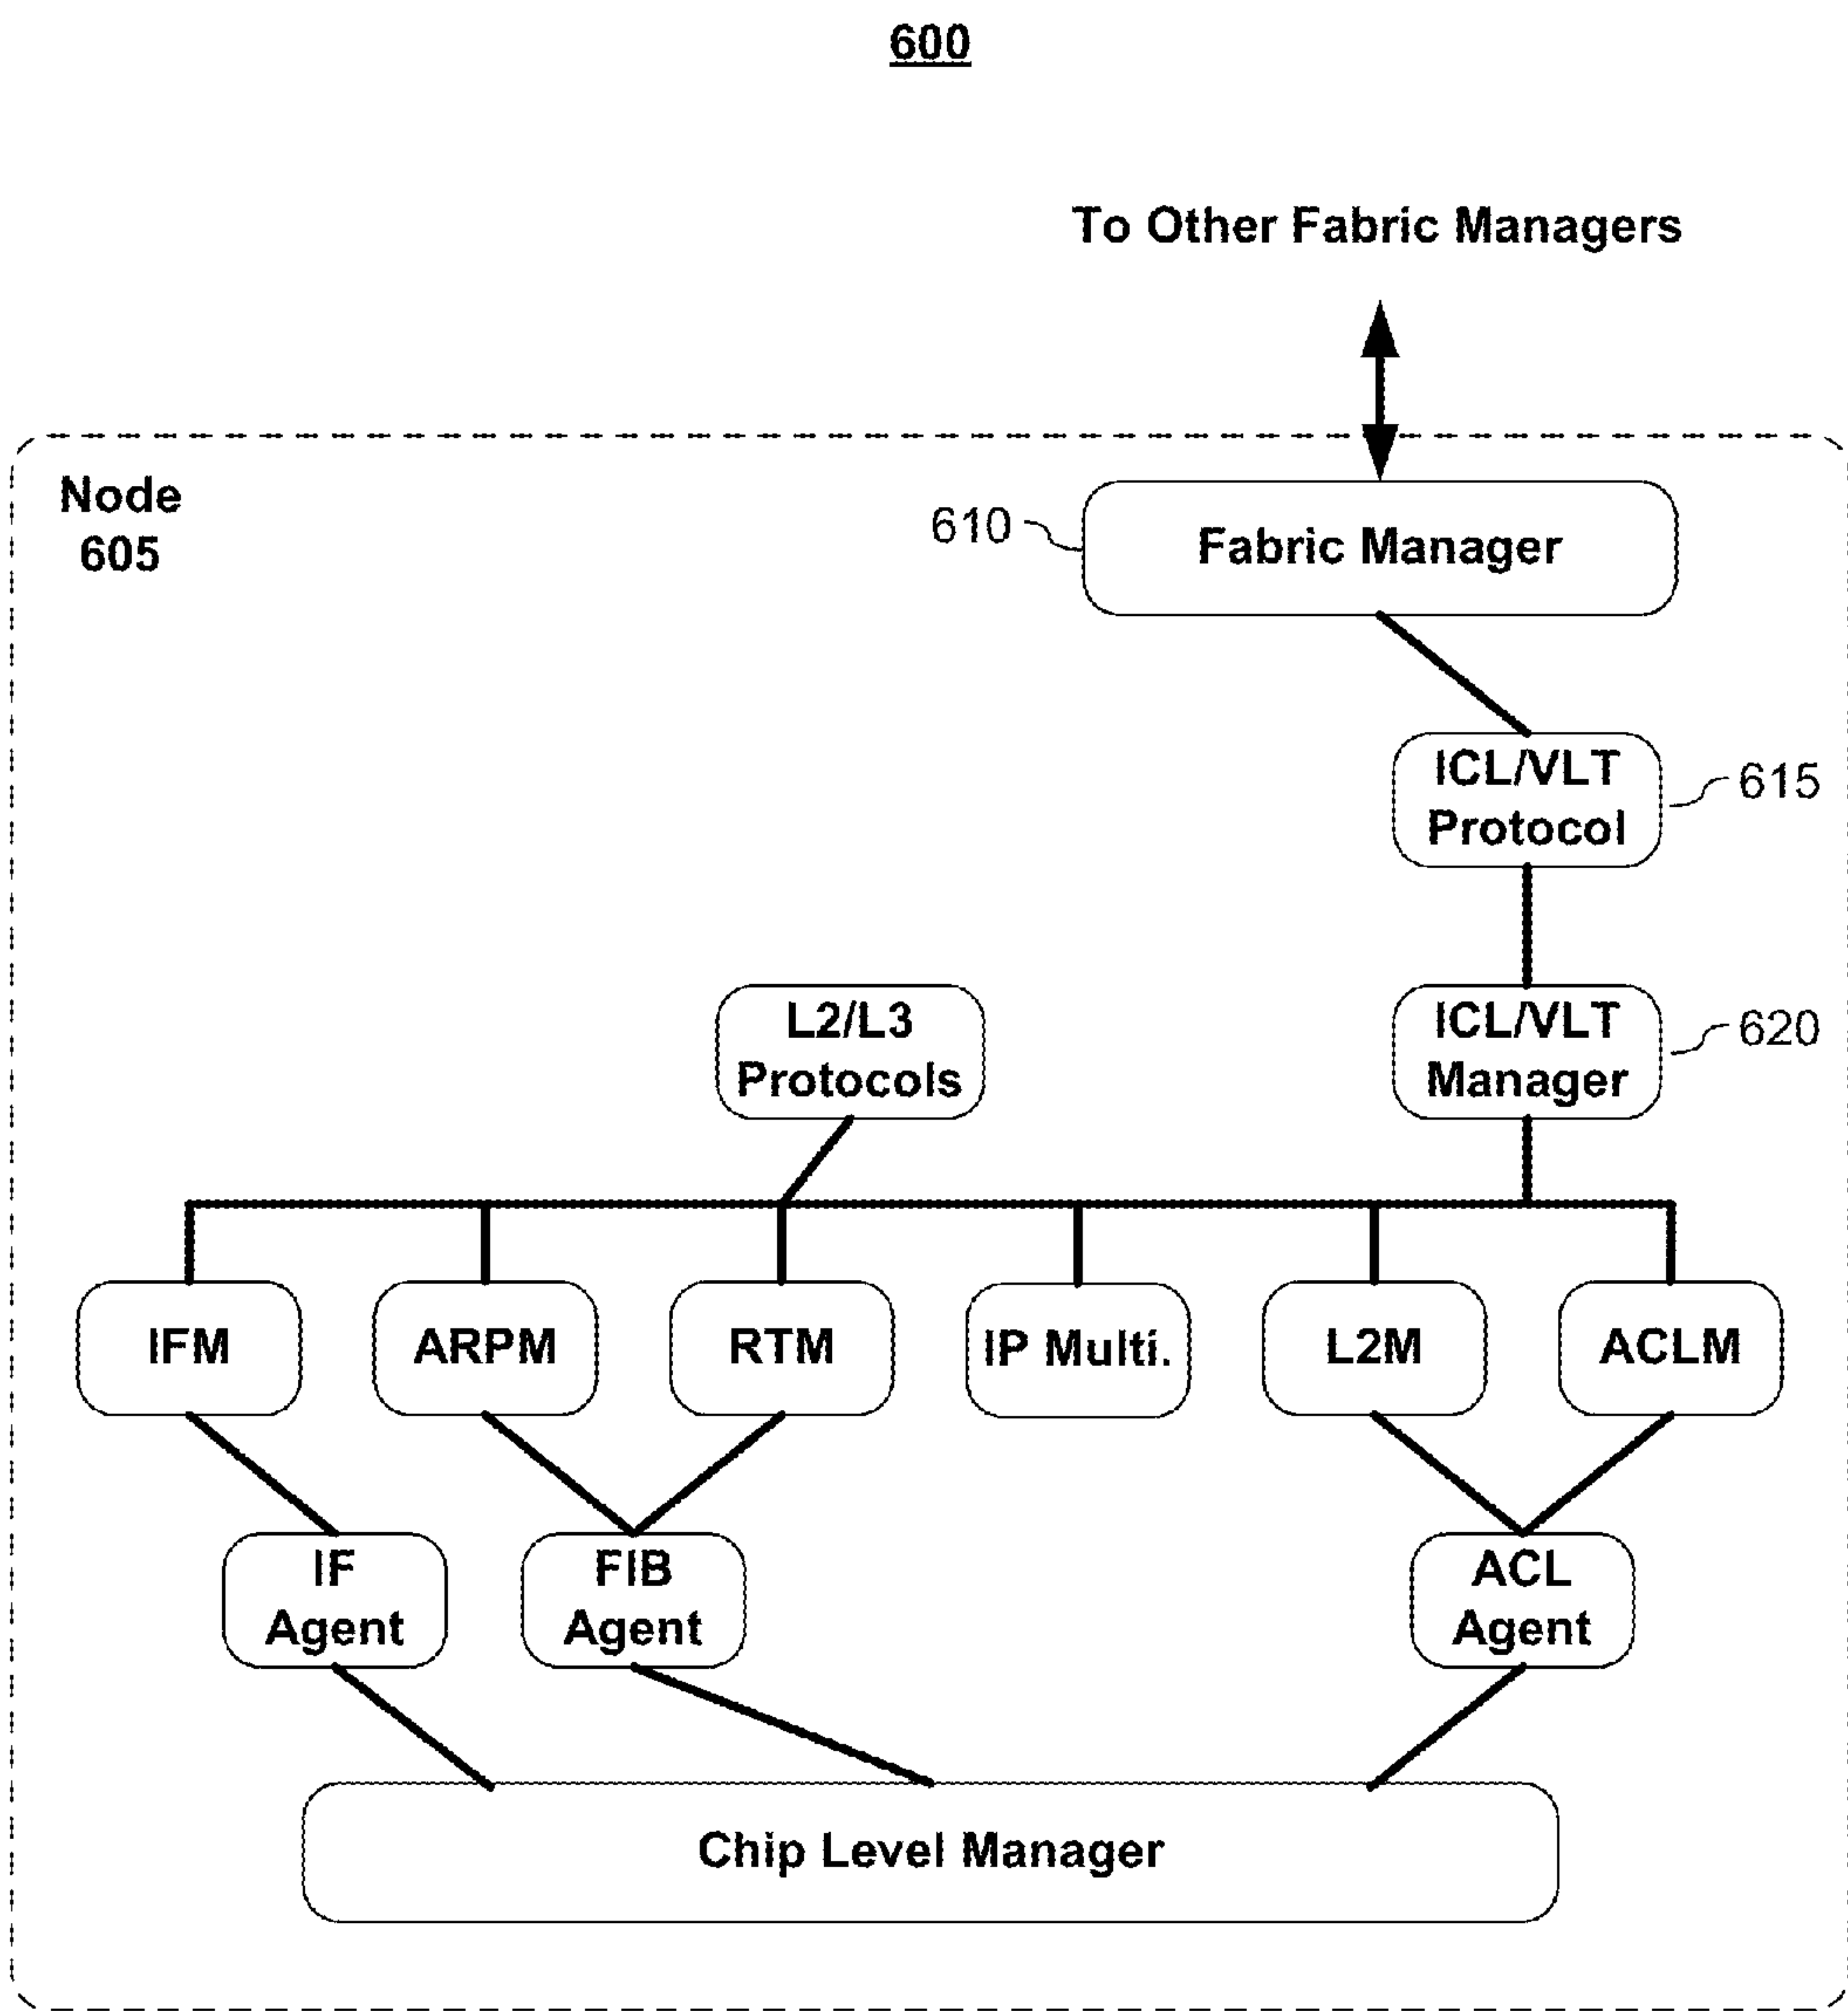 600
To Other Fabric Managers
Node
605
610
Fabric Manager
ICL/VLT
Protocol
615
L2/L3
Protocols
ICL/VLT
Manager
620
IFM
ARPM
RTM
IP Multi.
L2M
ACLM
IF
Agent
FIB
Agent
ACL
Agent
Chip Level Manager